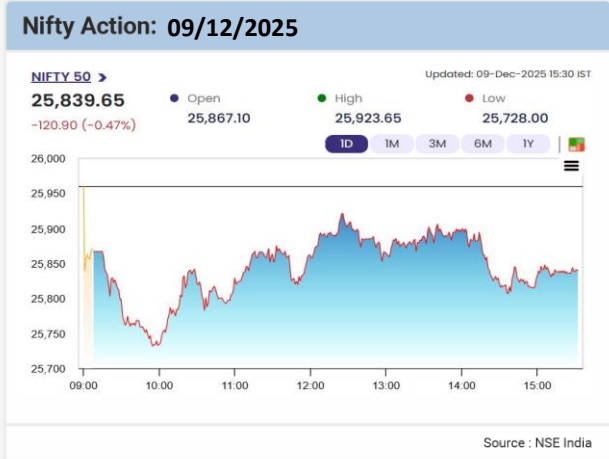 Nifty Action: 09/12/2025
NIFTY 50 >
Updated: 09-Dec-2025 15:30 IST
25,839.65
-120.90 (-0.47%)
Open
25,867.10
High
25,923.65
Low
25,728.00
1D 1M 3M 6M 1Y
26,000
25,950
25,900
25,850
25,800
25,750
25,700
09:00 10:00 11:00 12:00 13:00 14:00 15:00
Source : NSE India